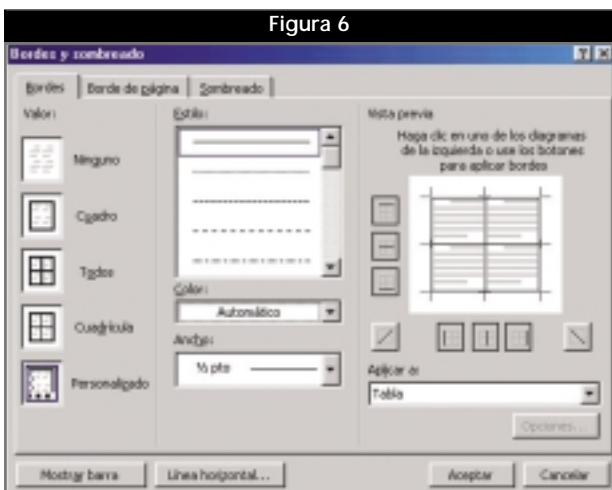 Figura 6
Bordes y sombreado
Bordes
Borde de página
Sombreado
Valor:
Ninguno
Cuadro
Todos
Cuadrícula
Personalizado
Estilo:
Color:
Automático
Ancho:
½ pto
Vista previa
Haga clic en uno de los diagramas
de la izquierda o use los botones
para aplicar bordes
Aplicar a:
Tabla
Opciones...
Mostrar barra
Línea horizontal...
Aceptar
Cancelar